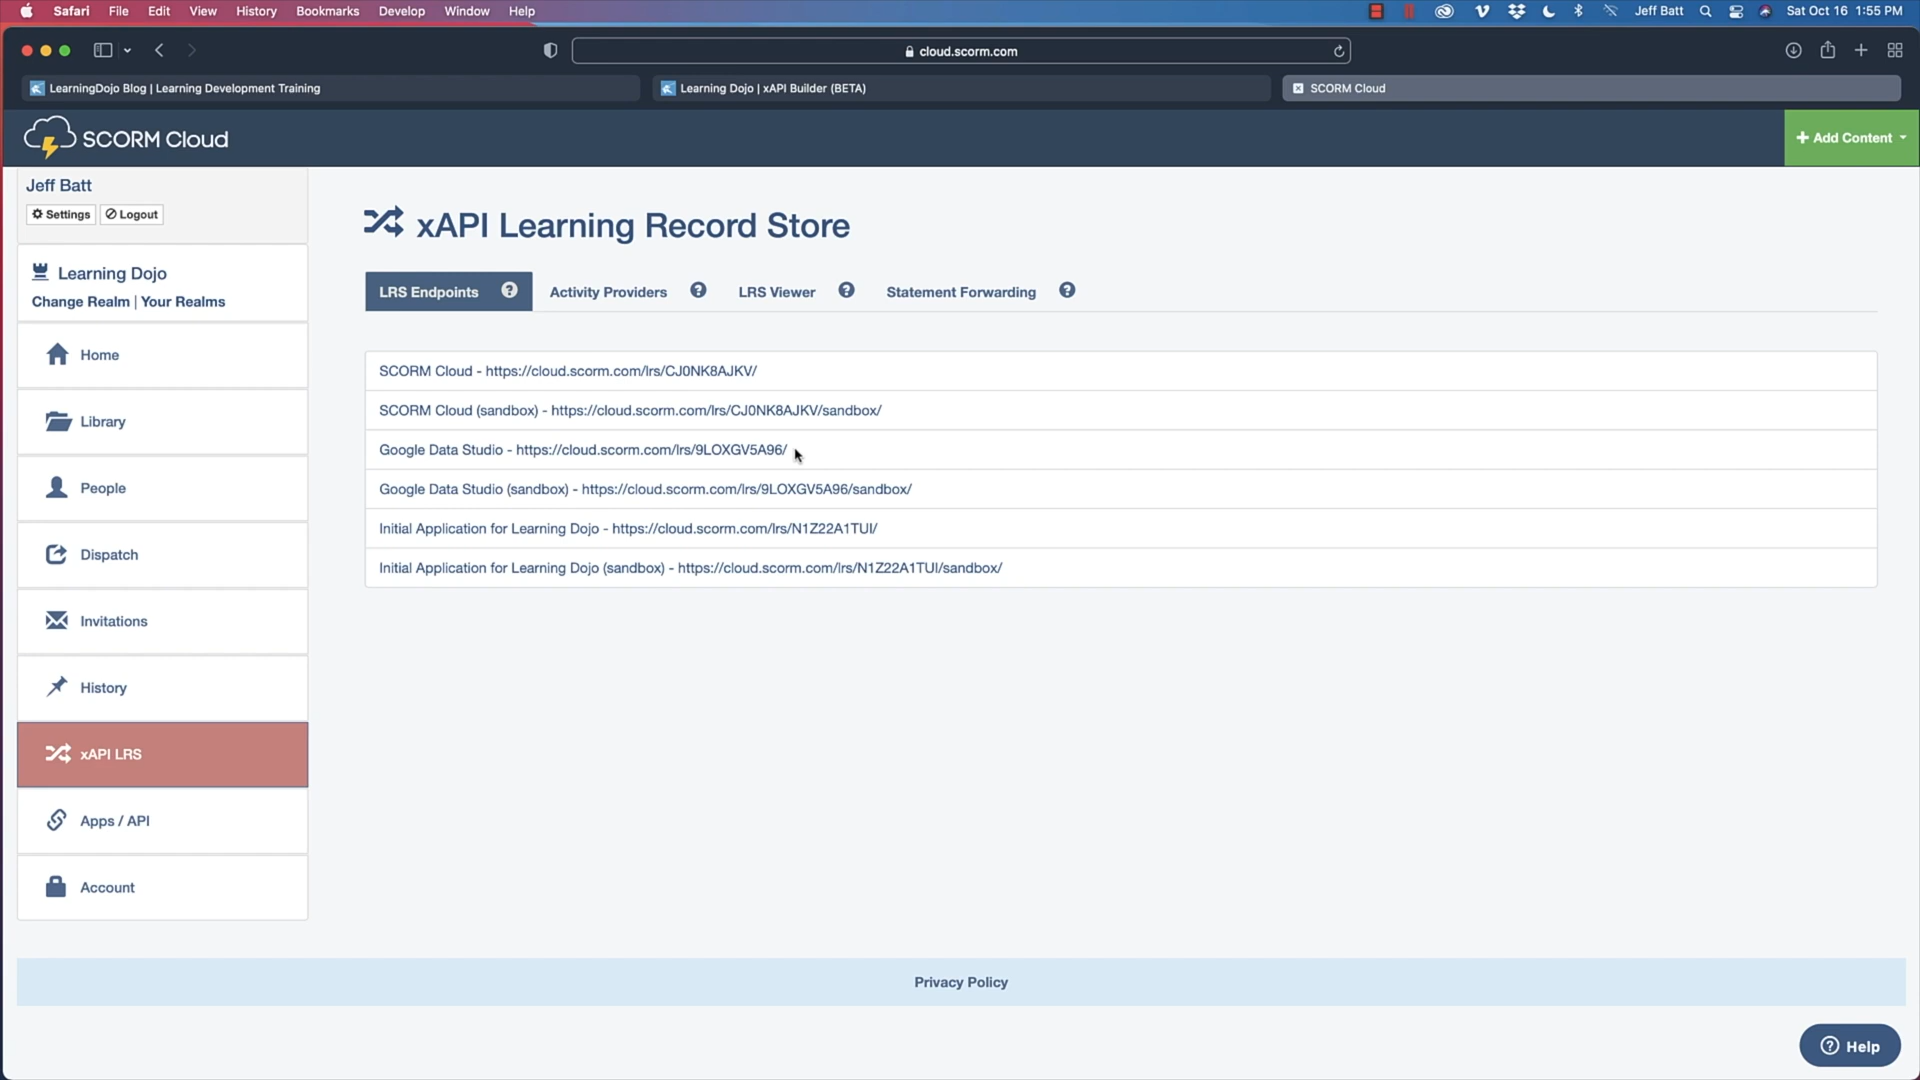 Safari File Edit View History Bookmarks Develop Window Help Jeff Batt Sat Oct 16 1:55 PM
cloud.scorm.com
LearningDojo Blog | Learning Development Training
Learning Dojo | xAPI Builder (BETA)
SCORM Cloud
SCORM Cloud
+ Add Content
Jeff Batt
Settings Logout
Learning Dojo
Change Realm | Your Realms
Home
Library
People
Dispatch
Invitations
History
xAPI LRS
Apps / API
Account
xAPI Learning Record Store
LRS Endpoints ? Activity Providers ? LRS Viewer ? Statement Forwarding ?
SCORM Cloud - https://cloud.scorm.com/lrs/CJ0NK8AJKV/
SCORM Cloud (sandbox) - https://cloud.scorm.com/lrs/CJ0NK8AJKV/sandbox/
Google Data Studio - https://cloud.scorm.com/lrs/9LOXGV5A96/
Google Data Studio (sandbox) - https://cloud.scorm.com/lrs/9LOXGV5A96/sandbox/
Initial Application for Learning Dojo - https://cloud.scorm.com/lrs/N1Z22A1TUI/
Initial Application for Learning Dojo (sandbox) - https://cloud.scorm.com/lrs/N1Z22A1TUI/sandbox/
Privacy Policy
? Help